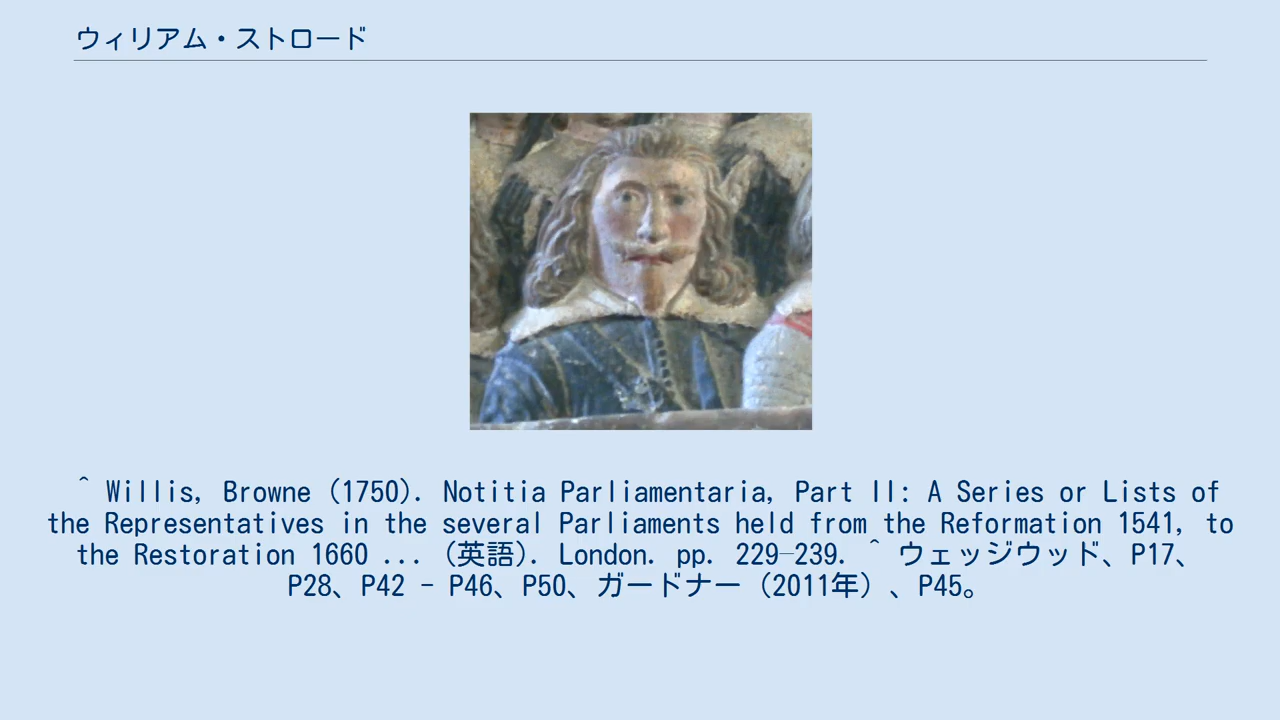 ウィリアム・ストロード
^ Willis, Browne (1750). Notitia Parliamentaria, Part II: A Series or Lists of
the Representatives in the several Parliaments held from the Reformation 1541, to
the Restoration 1660 ... (英語). London. pp. 229–239. ^ ウェッジウッド、P17、
P28、P42 - P46、P50、ガードナー（2011年）、P45。